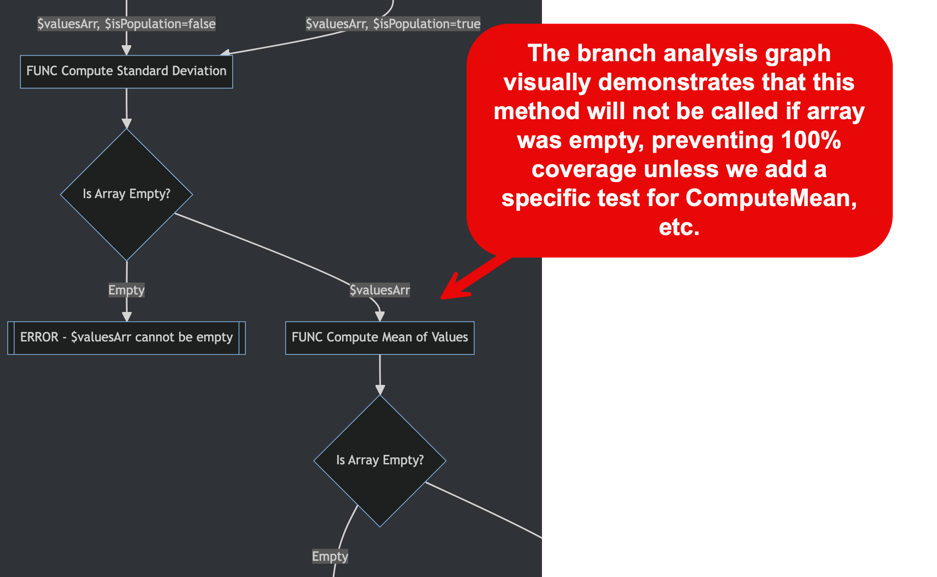 $valuesArr, $isPopulation=false
$valuesArr, $isPopulation=true
FUNC Compute Standard Deviation
The branch analysis graph
visually demonstrates that this
method will not be called if array
was empty, preventing 100%
coverage unless we add a
specific test for ComputeMean,
etc.
Is Array Empty?
Empty
$valuesArr
ERROR - $valuesArr cannot be empty
FUNC Compute Mean of Values
Is Array Empty?
Empty